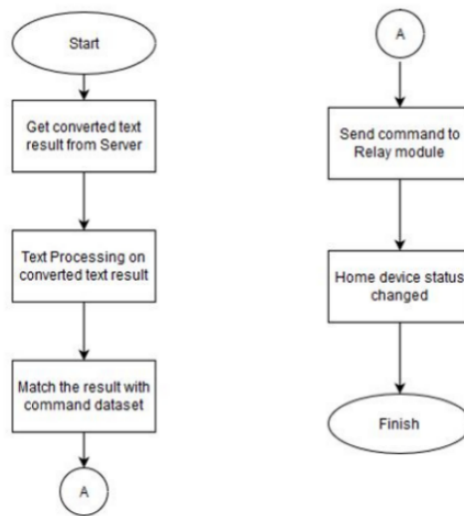 Start
Get converted text
result from Server
Text Processing on
converted text result
Match the result with
command dataset
A
A
Send command to
Relay module
Home device status
changed
Finish